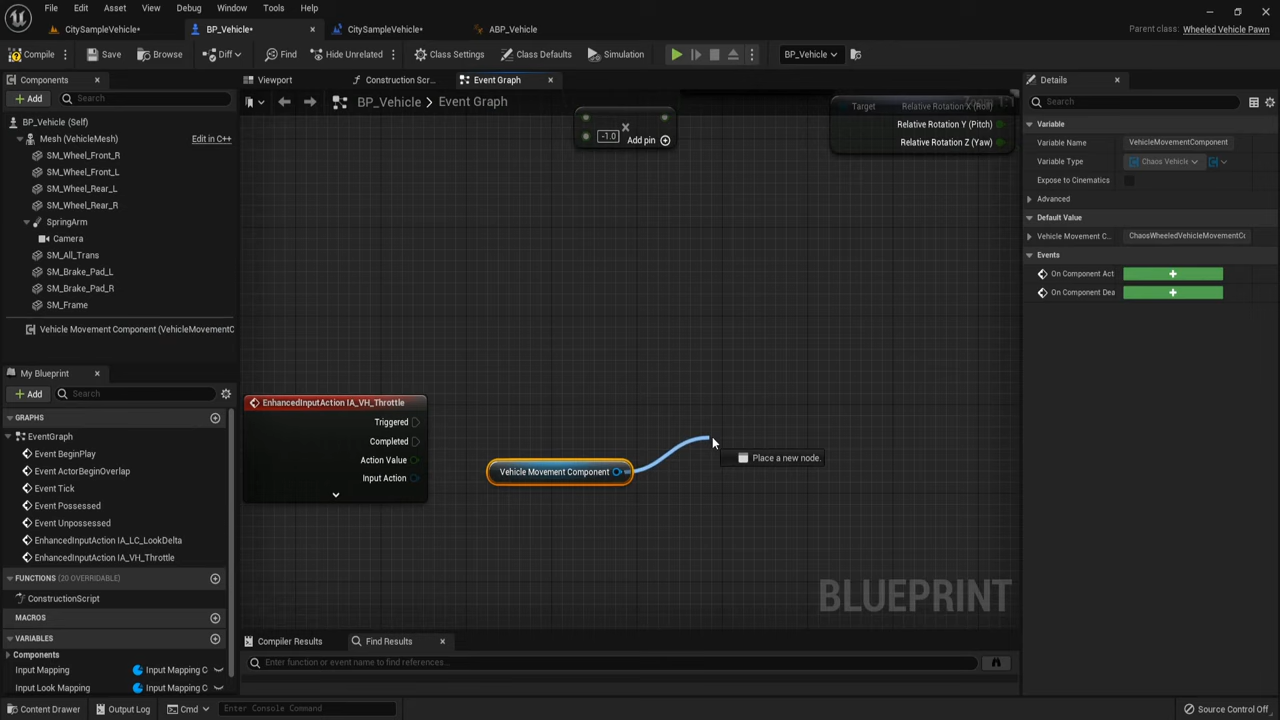 File Edit Asset View Debug Window Tools Help
CitySampleVehicle• BP_Vehicle• CitySampleVehicle• ABP_Vehicle Parent class: Wheeled Vehicle Pawn
Compile Save Browse Diff Find Hide Unrelated Class Settings Class Defaults Simulation BP_Vehicle
Components
Add Search
BP_Vehicle (Self)
Mesh (VehicleMesh) Edit in C++
SM_Wheel_Front_R
SM_Wheel_Front_L
SM_Wheel_Rear_L
SM_Wheel_Rear_R
SpringArm
Camera
SM_All_Trans
SM_Brake_Pad_L
SM_Brake_Pad_R
SM_Frame
Vehicle Movement Component (VehicleMovementC
My Blueprint
Add Search
GRAPHS
EventGraph
Event BeginPlay
Event ActorBeginOverlap
Event Tick
Event Possessed
Event Unpossessed
EnhancedInputAction IA_LC_LookDelta
EnhancedInputAction IA_VH_Throttle
FUNCTIONS (20 OVERRIDABLE)
ConstructionScript
MACROS
VARIABLES
Components
Input Mapping Input Mapping C
Input Look Mapping Input Mapping C
Viewport Construction Scr... Event Graph
BP_Vehicle > Event Graph
-1.0 Add pin
Target Relative Rotation X (Roll)
Relative Rotation Y (Pitch)
Relative Rotation Z (Yaw)
EnhancedInputAction IA_VH_Throttle
Triggered
Completed
Action Value
Input Action
Vehicle Movement Component
Place a new node.
BLUEPRINT
Compiler Results Find Results
Enter function or event name to find references...
Details
Search
Variable
Variable Name VehicleMovementComponent
Variable Type Chaos Vehicle
Expose to Cinematics
Advanced
Default Value
Vehicle Movement C... ChaosWheeledVehicleMovementCo
Events
On Component Act
On Component Dea
Content Drawer Output Log Cmd Enter Console Command Source Control Off